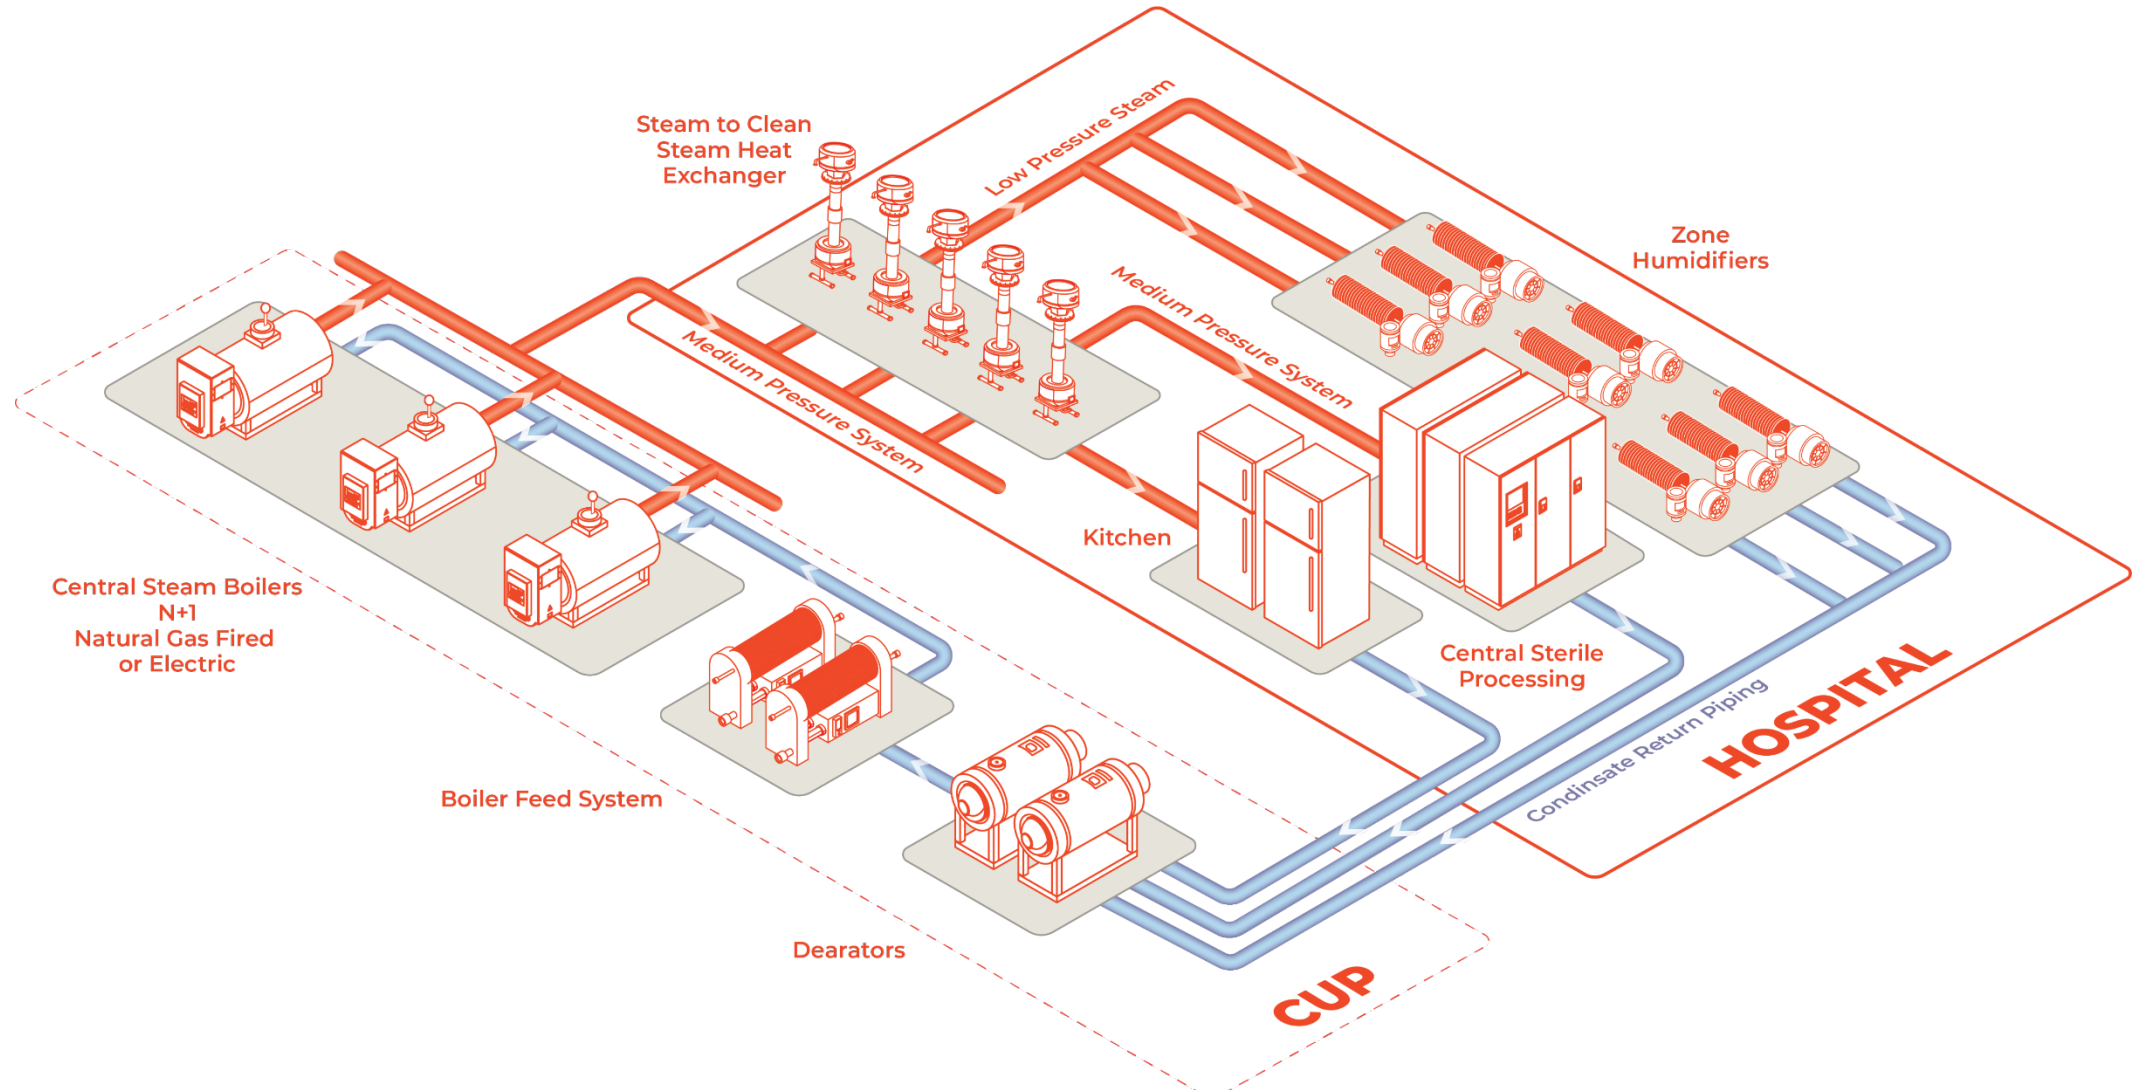 Steam to Clean
Steam Heat
Exchanger
Low Pressure Steam
Zone
Humidifiers
Medium Pressure System
Medium Pressure System
Kitchen
Central Steam Boilers
N+1
Natural Gas Fired
or Electric
Central Sterile
Processing
HOSPITAL
Condinsate Return Piping
Boiler Feed System
Dearators
CUP